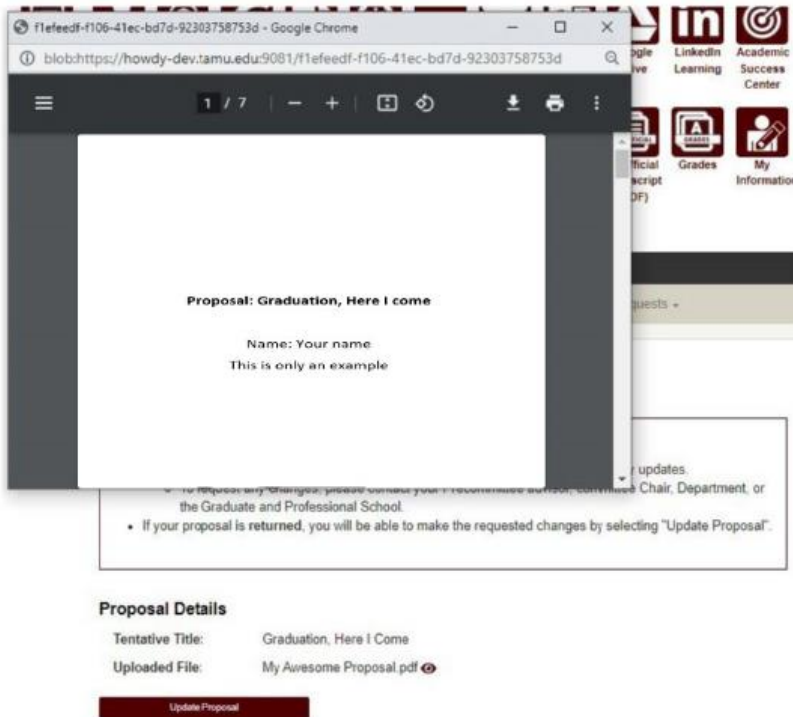 f1efeedf-f106-41ec-bd7d-92303758753d - Google Chrome
blob:https://howdy-dev.tamu.edu:9081/f1efeedf-f106-41ec-bd7d-92303758753d
1 / 7
Proposal: Graduation, Here I come
Name: Your name
This is only an example
LinkedIn Learning
Academic Success Center
Grades
My
updates.
Chair, Department, or
the Graduate and Professional School.
• If your proposal is returned, you will be able to make the requested changes by selecting "Update Proposal".
Proposal Details
Tentative Title: Graduation, Here I Come
Uploaded File: My Awesome Proposal.pdf
Update Proposal